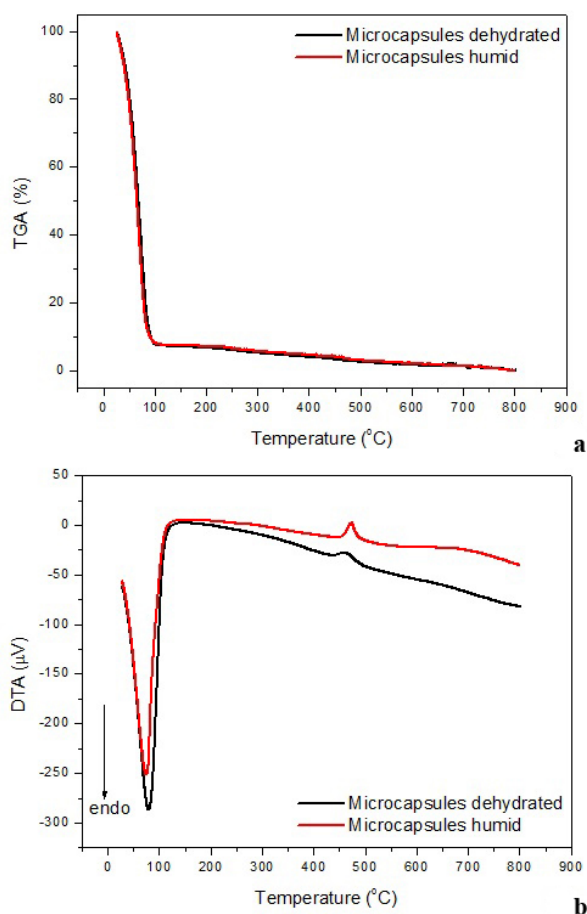 Microcapsules dehydrated
Microcapsules humid
100
80
60
40
20
0
TGA (%)
0 100 200 300 400 500 600 700 800 900
Temperature (°C)
a
50
0
-50
-100
-150
-200
-250
-300
DTA (µV)
endo
Microcapsules dehydrated
Microcapsules humid
0 100 200 300 400 500 600 700 800 900
Temperature (°C)
b